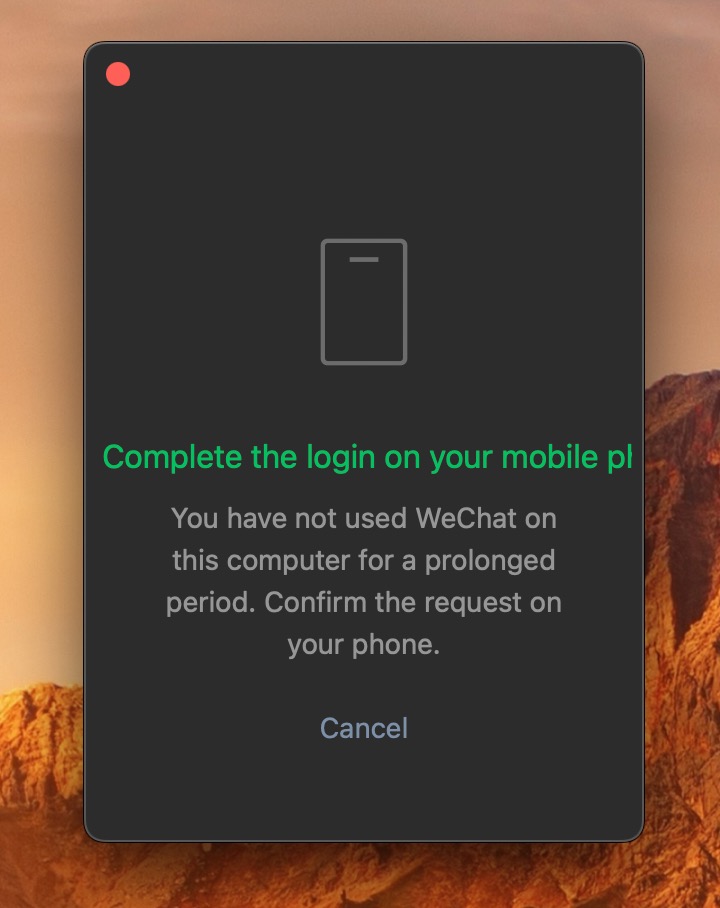 Complete the login on your mobile ph
You have not used WeChat on
this computer for a prolonged
period. Confirm the request on
your phone.
Cancel